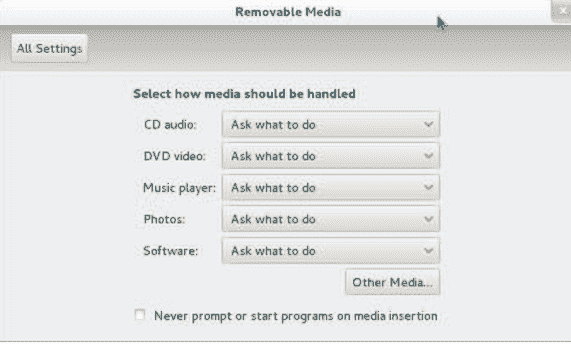 Removable Media
All Settings
Select how media should be handled
CD audio: Ask what to do
DVD video: Ask what to do
Music player: Ask what to do
Photos: Ask what to do
Software: Ask what to do
Other Media...
Never prompt or start programs on media insertion